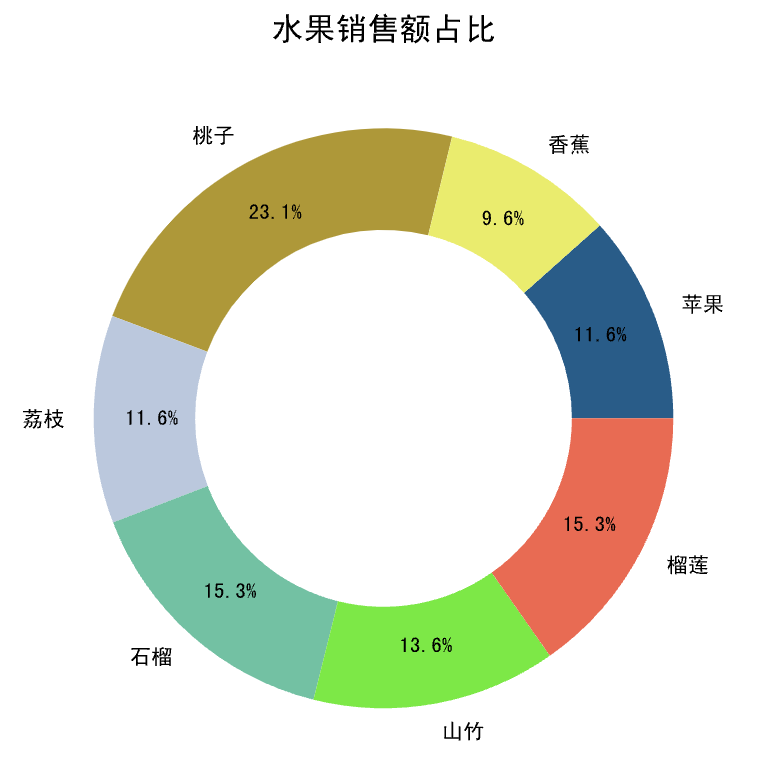 水果销售额占比
桃子
香蕉
23.1%
9.6%
苹果
11.6%
荔枝
11.6%
15.3%
榴莲
15.3%
石榴
13.6%
山竹